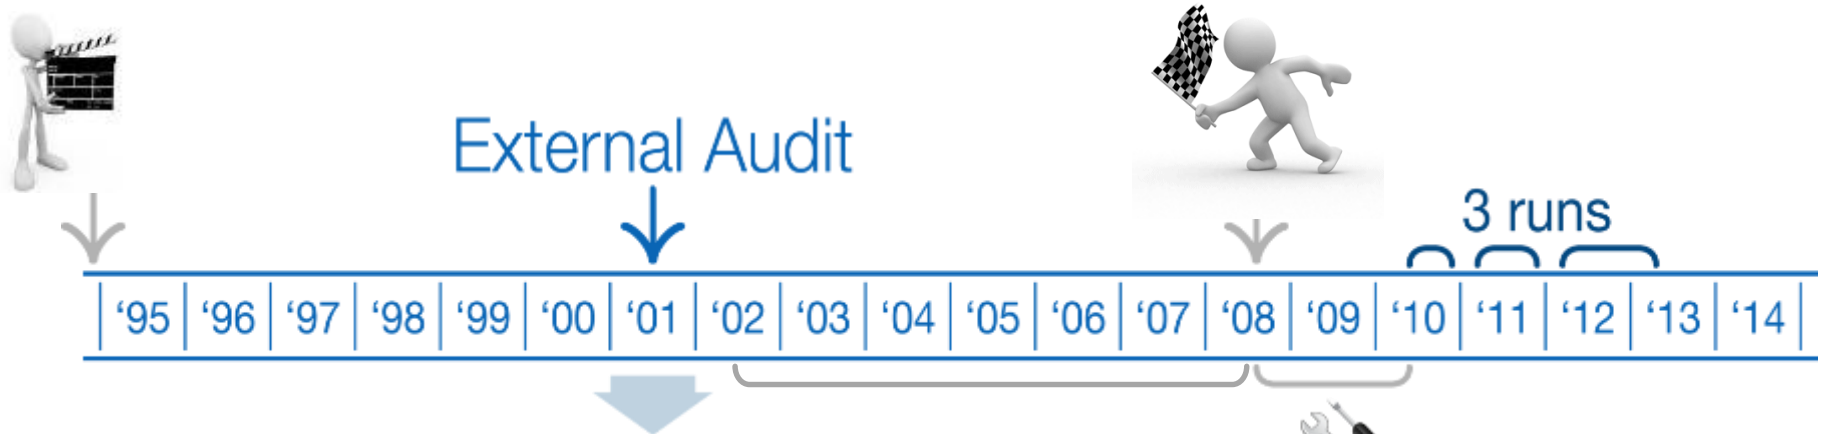 External Audit
3 runs
‘95 ‘96 ‘97 ‘98 ‘99 ‘00 ‘01 ‘02 ‘03 ‘04 ‘05 ‘06 ‘07 ‘08 ‘09 ‘10 ‘11 ‘12 ‘13 ‘14